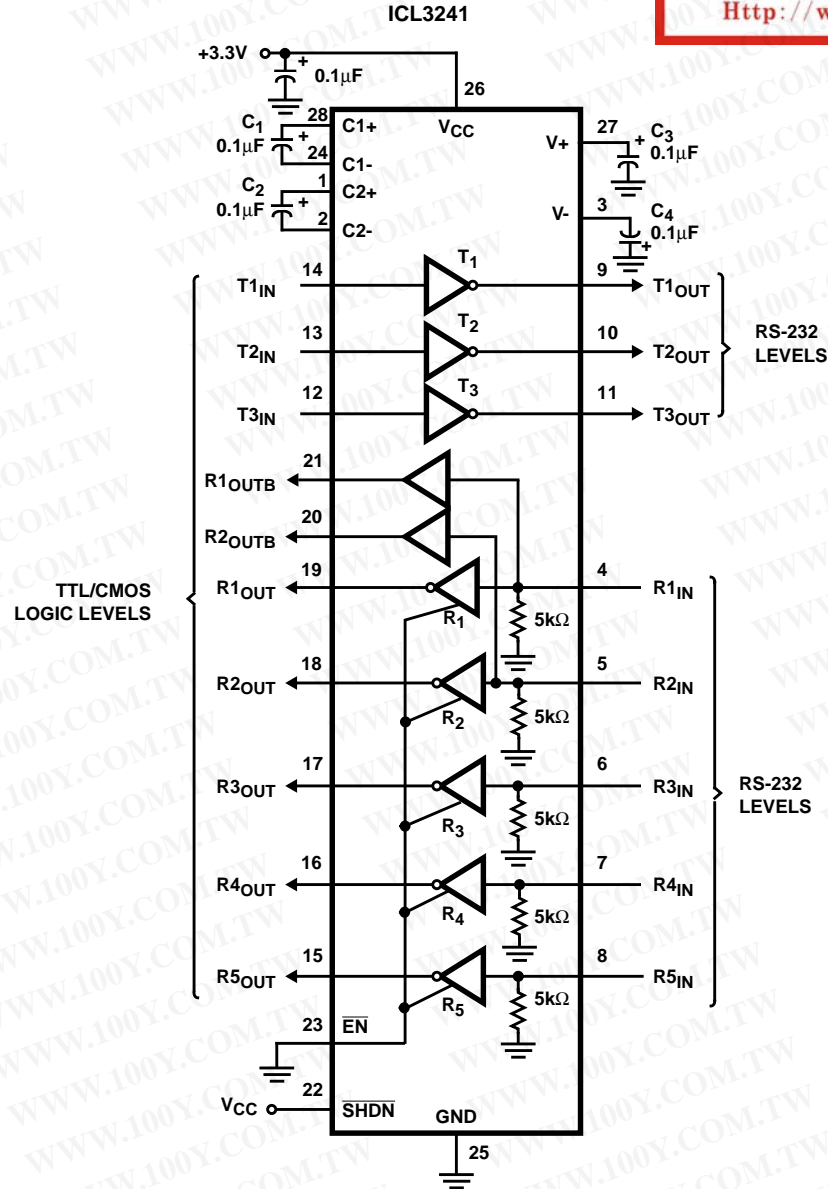 ICL3241
Http://w
+3.3V
+
0.1μF
26
VCC
C1
0.1μF
+
28
C1+
24
C1-
C2
0.1μF
+
1
C2+
2
C2-
V+
27
+
C3
0.1μF
V-
3
C4
0.1μF
+
T1IN
14
T1
9
T1OUT
T2IN
13
T2
10
T2OUT
T3IN
12
T3
11
T3OUT
RS-232
LEVELS
R1OUTB
21
R2OUTB
20
R1OUT
19
R1
5kΩ
4
R1IN
R2OUT
18
R2
5kΩ
5
R2IN
R3OUT
17
R3
5kΩ
6
R3IN
R4OUT
16
R4
5kΩ
7
R4IN
R5OUT
15
R5
5kΩ
8
R5IN
TTL/CMOS
LOGIC LEVELS
RS-232
LEVELS
23
EN
VCC
22
SHDN
GND
25
WWW.100Y.COM.TW